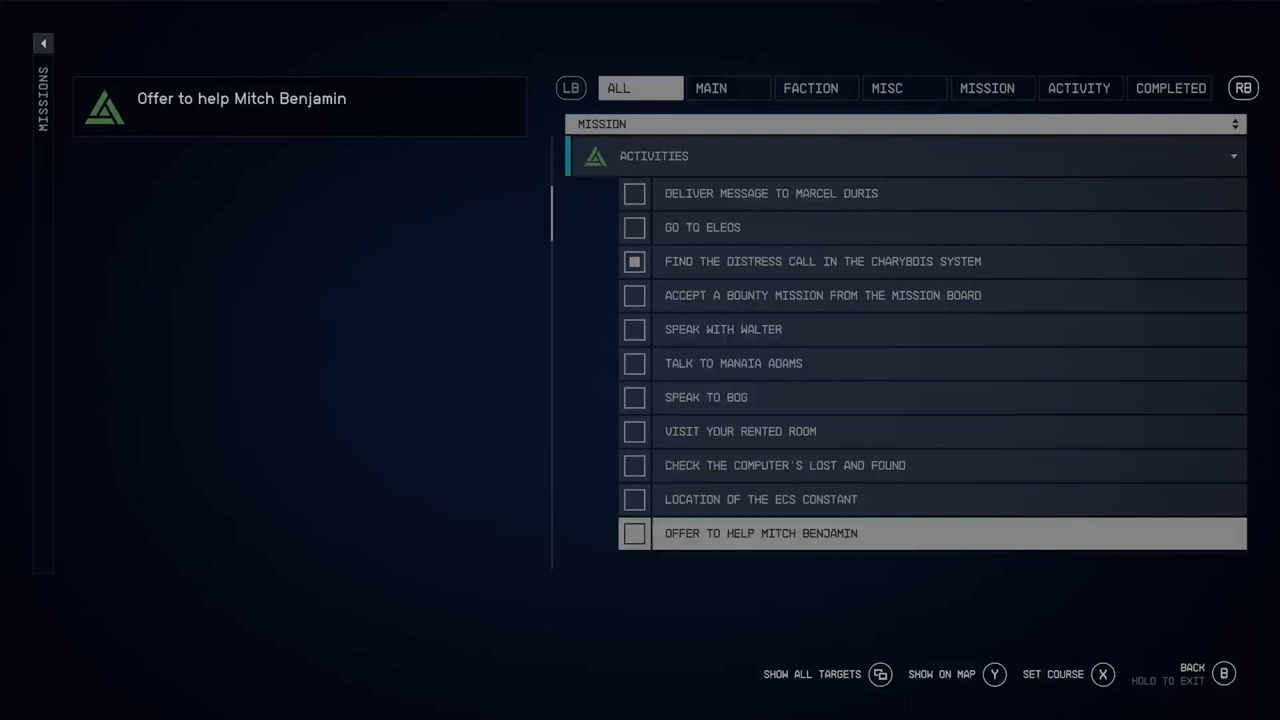 MISSIONS
Offer to help Mitch Benjamin
LB ALL MAIN FACTION MISC MISSION ACTIVITY COMPLETED RB
MISSION
ACTIVITIES
DELIVER MESSAGE TO MARCEL DURIS
GO TO ELEOS
FIND THE DISTRESS CALL IN THE CHARYBDIS SYSTEM
ACCEPT A BOUNTY MISSION FROM THE MISSION BOARD
SPEAK WITH WALTER
TALK TO MANAIA ADAMS
SPEAK TO BOG
VISIT YOUR RENTED ROOM
CHECK THE COMPUTER'S LOST AND FOUND
LOCATION OF THE ECS CONSTANT
OFFER TO HELP MITCH BENJAMIN
SHOW ALL TARGETS SHOW ON MAP Y SET COURSE X BACK B
HOLD TO EXIT